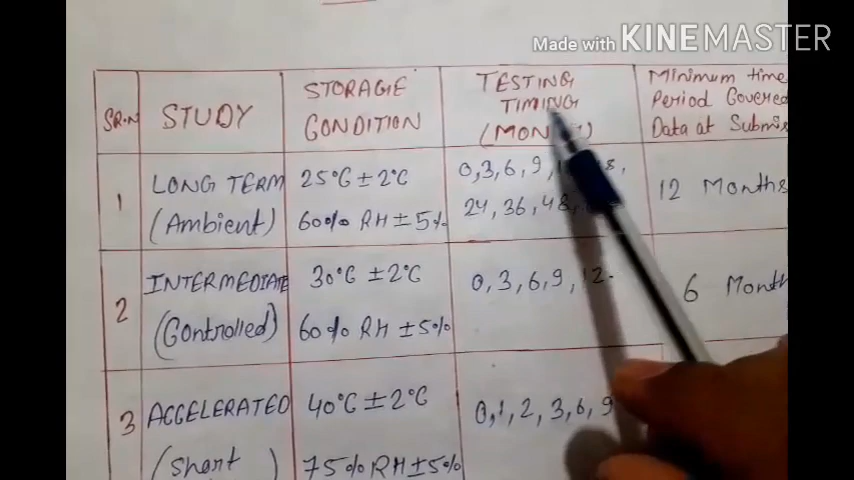 Made with KINEMASTER
SR.N
STUDY
STORAGE
CONDITION
TESTING
TIMING
Minimum time
Period Covered
Data at
1
LONG TERM
(Ambient)
25°C ± 2°C
60% RH ± 5%
0, 3, 6, 9,
24, 36, 48,
12 Months
2
INTERMEDIATE
(Controlled)
30°C ± 2°C
60% RH ± 5%
0, 3, 6, 9, 12.
6 Month
3
ACCELERATED
(Short )
40°C ± 2°C
75% RH ± 5%
0, 1, 2, 3, 6, 9